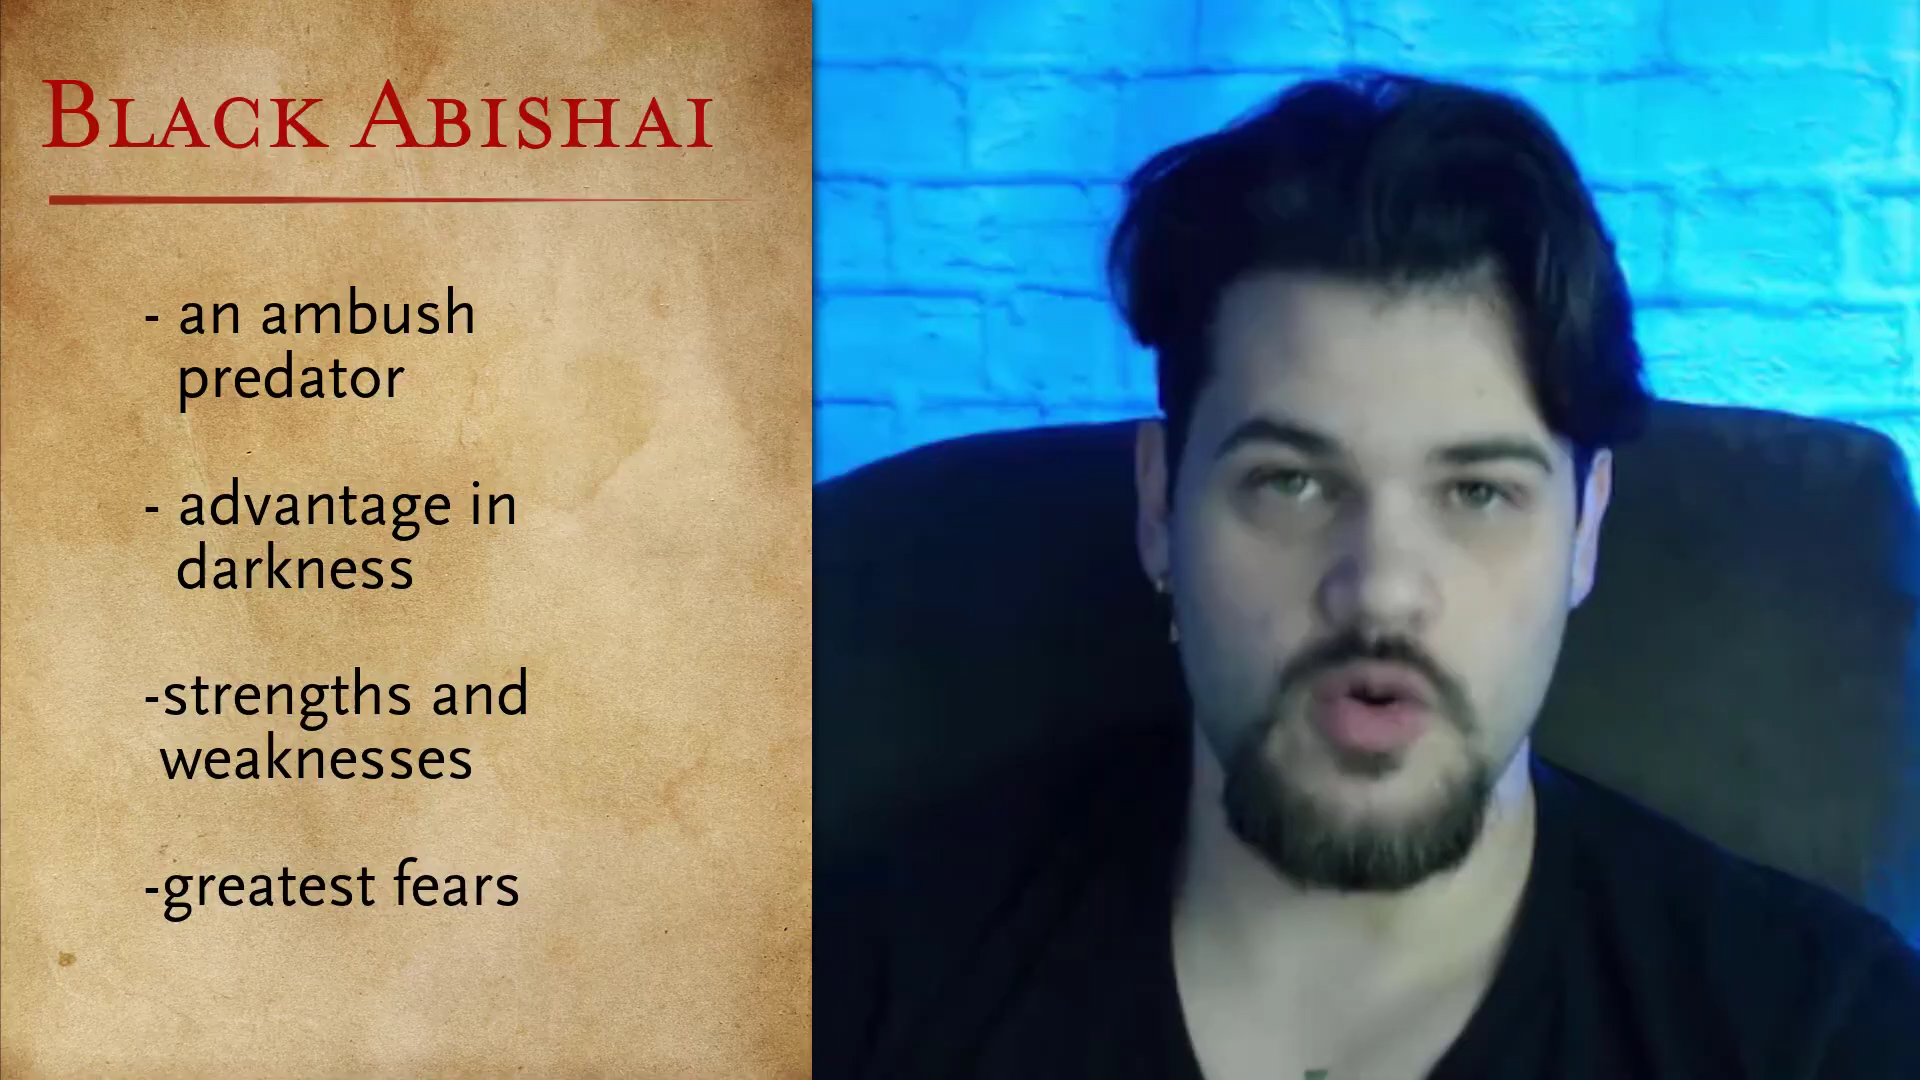 Black Abishai
- an ambush
predator
- advantage in
darkness
-strengths and
weaknesses
-greatest fears